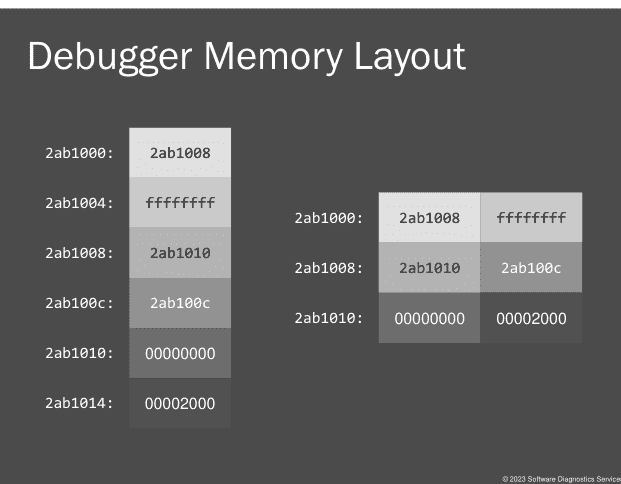 Debugger Memory Layout
2ab1000: 2ab1008
2ab1004: ffffffff
2ab1008: 2ab1010
2ab100c: 2ab100c
2ab1010: 00000000
2ab1014: 00002000
2ab1000: 2ab1008 ffffffff
2ab1008: 2ab1010 2ab100c
2ab1010: 00000000 00002000
© 2023 Software Diagnostics Service